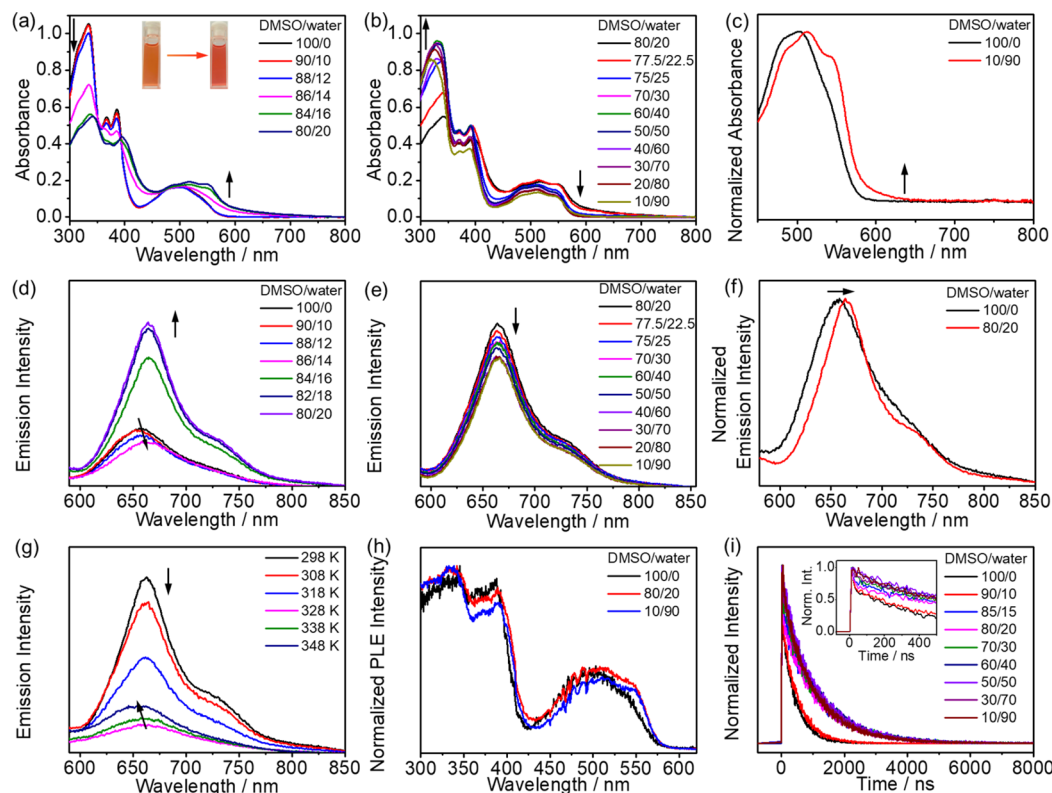 (a)
DMSO/water
100/0
90/10
88/12
86/14
84/16
80/20
1.0
0.8
0.6
0.4
0.2
0.0
Absorbance
300 400 500 600 700 800
Wavelength / nm
(b)
DMSO/water
80/20
77.5/22.5
75/25
70/30
60/40
50/50
40/60
30/70
20/80
10/90
1.0
0.8
0.6
0.4
0.2
0.0
Absorbance
300 400 500 600 700 800
Wavelength / nm
(c)
DMSO/water
100/0
10/90
Normalized Absorbance
500 600 700 800
Wavelength / nm
(d)
DMSO/water
100/0
90/10
88/12
86/14
84/16
82/18
80/20
Emission Intensity
600 650 700 750 800 850
Wavelength / nm
(e)
DMSO/water
80/20
77.5/22.5
75/25
70/30
60/40
50/50
40/60
30/70
20/80
10/90
Emission Intensity
600 650 700 750 800 850
Wavelength / nm
(f)
DMSO/water
100/0
80/20
Normalized
Emission Intensity
600 650 700 750 800 850
Wavelength / nm
(g)
298 K
308 K
318 K
328 K
338 K
348 K
Emission Intensity
600 650 700 750 800 850
Wavelength / nm
(h)
DMSO/water
100/0
80/20
10/90
Normalized PLE Intensity
300 350 400 450 500 550 600
Wavelength / nm
(i)
DMSO/water
100/0
90/10
85/15
80/20
70/30
60/40
50/50
30/70
10/90
Norm. Int.
1.0
0.5
0.0
0 200 400
Time / ns
Normalized Intensity
0 2000 4000 6000 8000
Time / ns